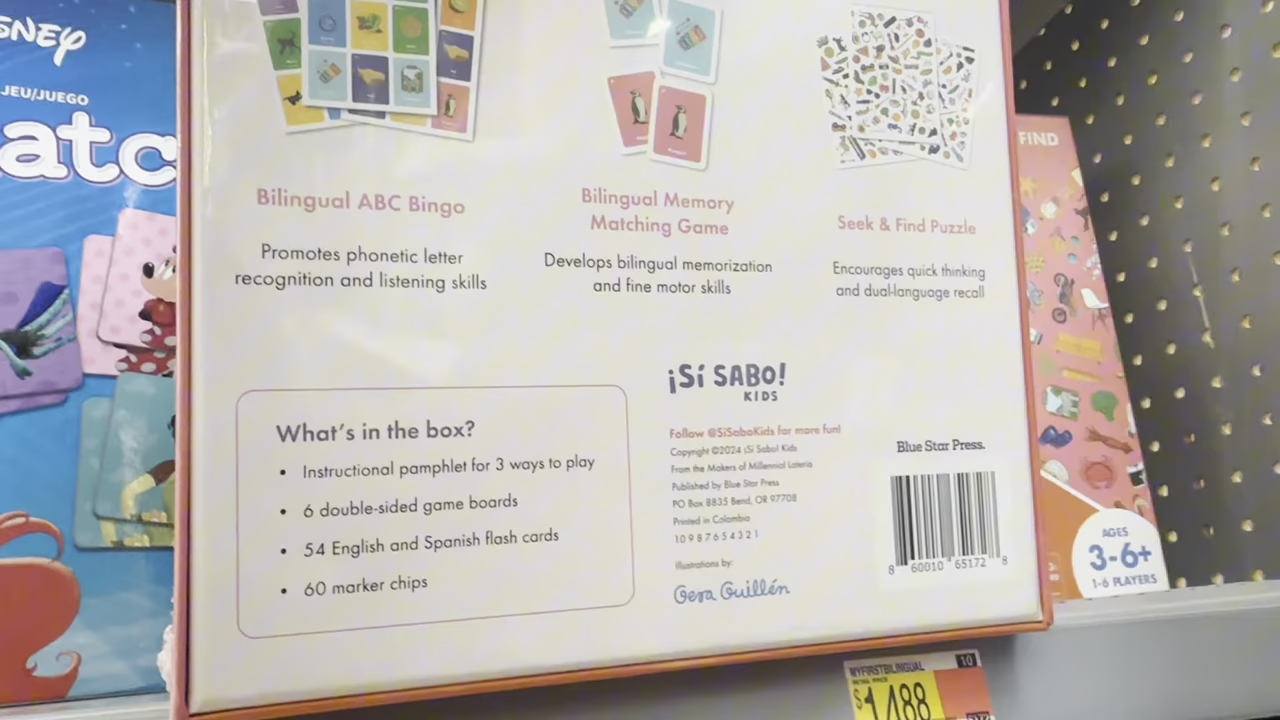 JEU/JUEGO
Bilingual ABC Bingo
Promotes phonetic letter
recognition and listening skills
Bilingual Memory
Matching Game
Develops bilingual memorization
and fine motor skills
Seek & Find Puzzle
Encourages quick thinking
and dual-language recall
What's in the box?
• Instructional pamphlet for 3 ways to play
• 6 double-sided game boards
• 54 English and Spanish flash cards
• 60 marker chips
¡Sí SABO!
KIDS
Follow @SiSaboKids for more fun!
Copyright ©2024 ¡Sí Sabo! Kids
From the Makers of Millennial Lotería
Published by Blue Star Press
PO Box 8835 Bend, OR 97708
Printed in Colombia
10 9 8 7 6 5 4 3 2 1
Illustrations by:
Gera Guillén
Blue Star Press.
8 60010 65172 8
FIND
AGES
3-6+
1-6 PLAYERS
MYFIRSTBILINGUAL
10
RETAIL PRICE
$14.88